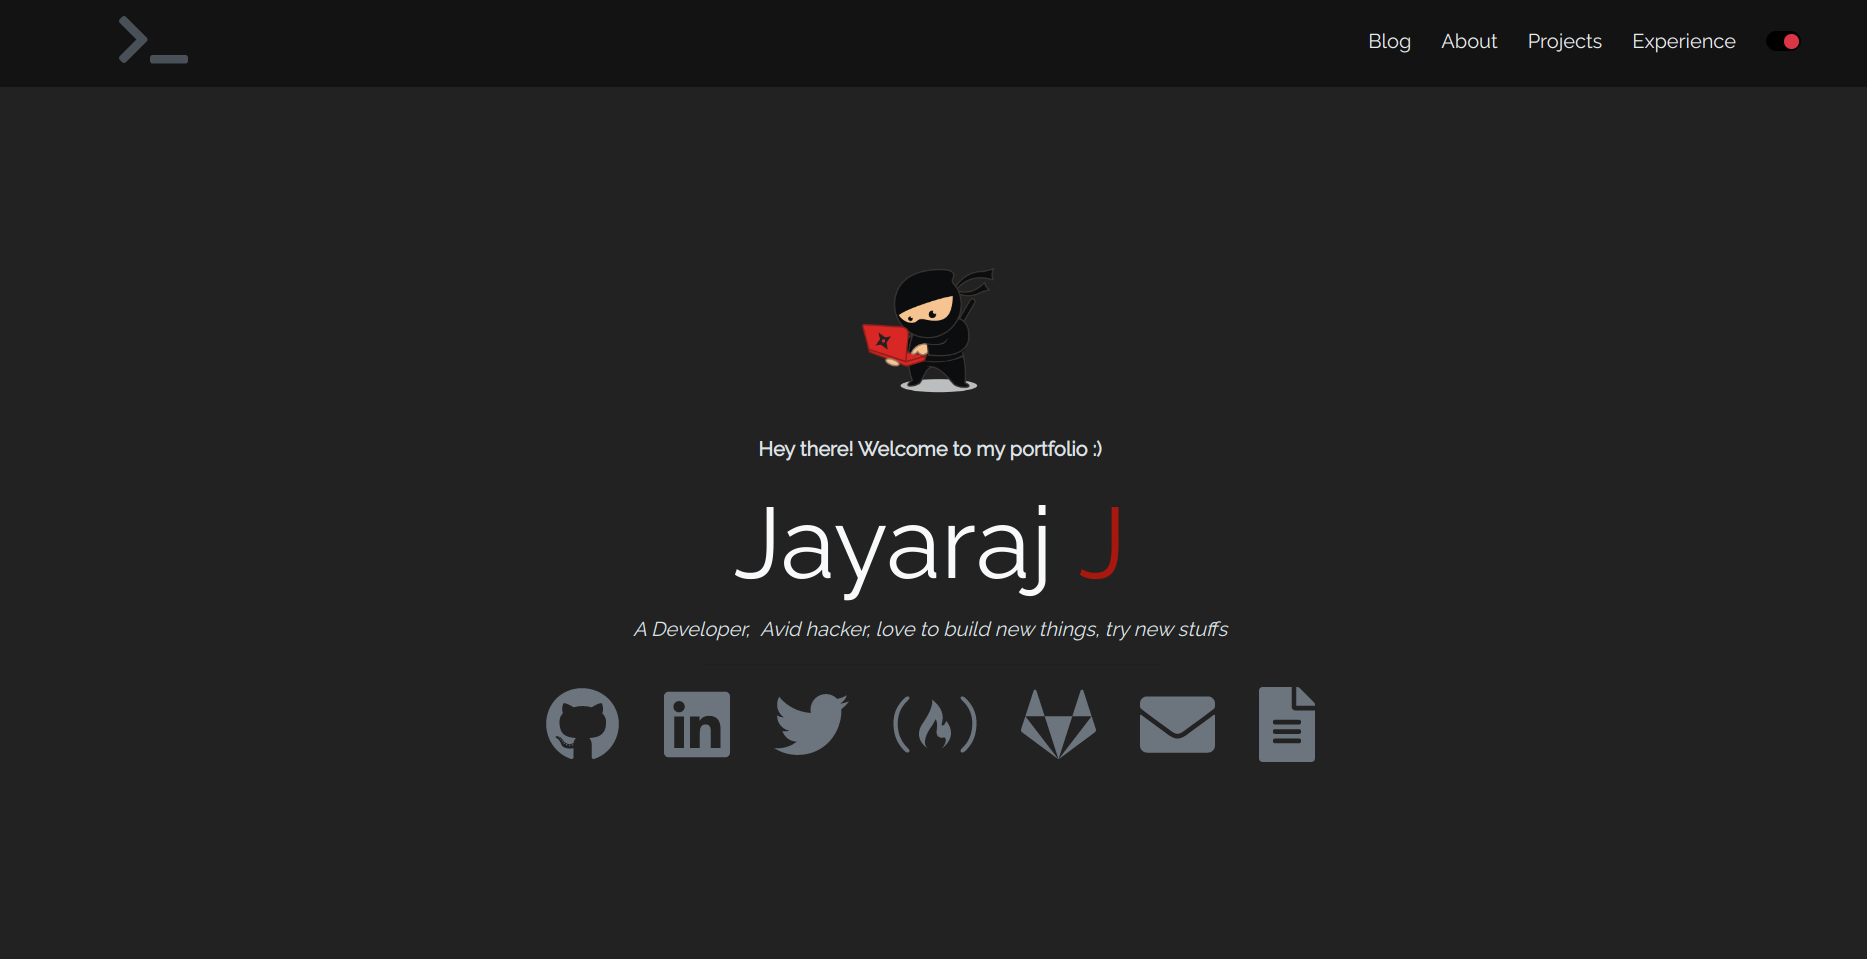 Blog About Projects Experience
Hey there! Welcome to my portfolio :)
Jayaraj J
A Developer, Avid hacker, love to build new things, try new stuffs